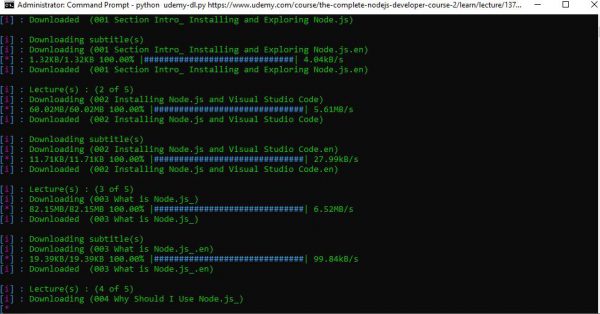 Administrator: Command Prompt - python  udemy-dl.py https://www.udemy.com/course/the-complete-nodejs-developer-course-2/learn/lecture/137...
[i] : Downloaded  (001 Section Intro_ Installing and Exploring Node.js)
[i] : Downloading subtitle(s)
[i] : Downloading (001 Section Intro_ Installing and Exploring Node.js.en)
[*] : 1.32KB/1.32KB 100.00% |##############################| 4.04kB/s
[i] : Downloaded  (001 Section Intro_ Installing and Exploring Node.js.en)
[i] : Lecture(s) : (2 of 5)
[i] : Downloading (002 Installing Node.js and Visual Studio Code)
[*] : 60.02MB/60.02MB 100.00% |##############################| 5.61MB/s
[i] : Downloaded  (002 Installing Node.js and Visual Studio Code)
[i] : Downloading subtitle(s)
[i] : Downloading (002 Installing Node.js and Visual Studio Code.en)
[*] : 11.71KB/11.71KB 100.00% |##############################| 27.99kB/s
[i] : Downloaded  (002 Installing Node.js and Visual Studio Code.en)
[i] : Lecture(s) : (3 of 5)
[i] : Downloading (003 What is Node.js_)
[*] : 82.15MB/82.15MB 100.00% |##############################| 6.52MB/s
[i] : Downloaded  (003 What is Node.js_)
[i] : Downloading subtitle(s)
[i] : Downloading (003 What is Node.js_.en)
[*] : 19.39KB/19.39KB 100.00% |##############################| 99.84kB/s
[i] : Downloaded  (003 What is Node.js_.en)
[i] : Lecture(s) : (4 of 5)
[i] : Downloading (004 Why Should I Use Node.js_)
[*